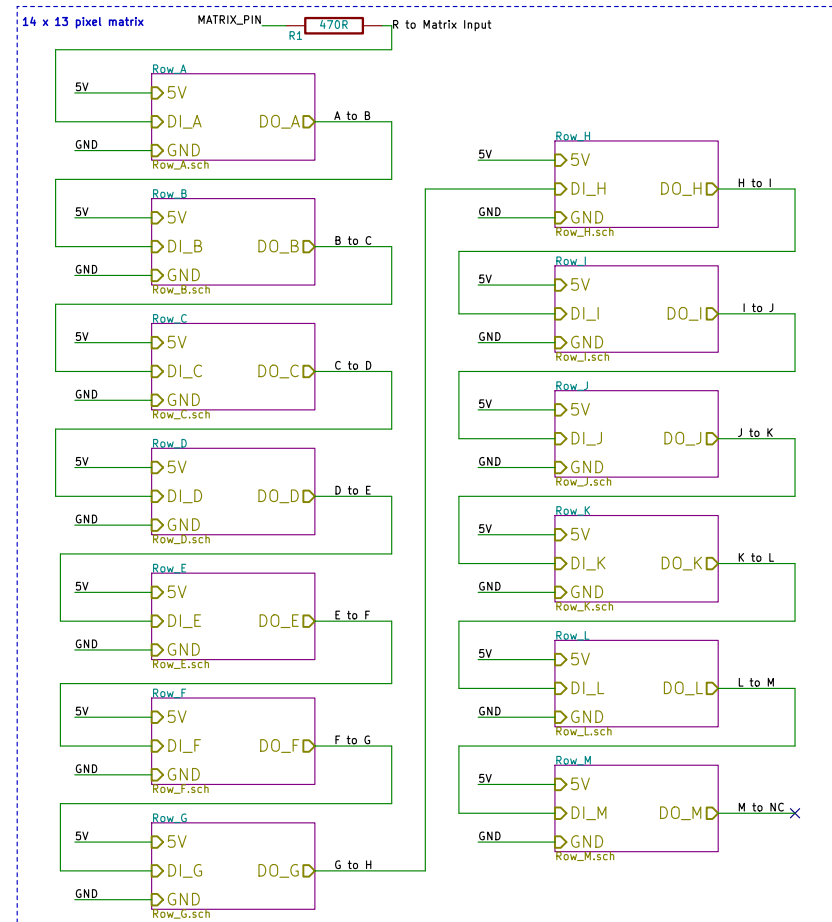 14 x 13 pixel matrix
MATRIX_PIN
470R
R1
R to Matrix Input
Row_A
5V
5V
DI_A
DO_A
A to B
GND
GND
Row_A.sch
Row_B
5V
5V
DI_B
DO_B
B to C
GND
GND
Row_B.sch
Row_C
5V
5V
DI_C
DO_C
C to D
GND
GND
Row_C.sch
Row_D
5V
5V
DI_D
DO_D
D to E
GND
GND
Row_D.sch
Row_E
5V
5V
DI_E
DO_E
E to F
GND
GND
Row_E.sch
Row_F
5V
5V
DI_F
DO_F
F to G
GND
GND
Row_F.sch
Row_G
5V
5V
DI_G
DO_G
G to H
GND
GND
Row_G.sch
Row_H
5V
5V
DI_H
DO_H
H to I
GND
GND
Row_H.sch
Row_I
5V
5V
DI_I
DO_I
I to J
GND
GND
Row_I.sch
Row_J
5V
5V
DI_J
DO_J
J to K
GND
GND
Row_J.sch
Row_K
5V
5V
DI_K
DO_K
K to L
GND
GND
Row_K.sch
Row_L
5V
5V
DI_L
DO_L
L to M
GND
GND
Row_L.sch
Row_M
5V
5V
DI_M
DO_M
M to NC
GND
GND
Row_M.sch